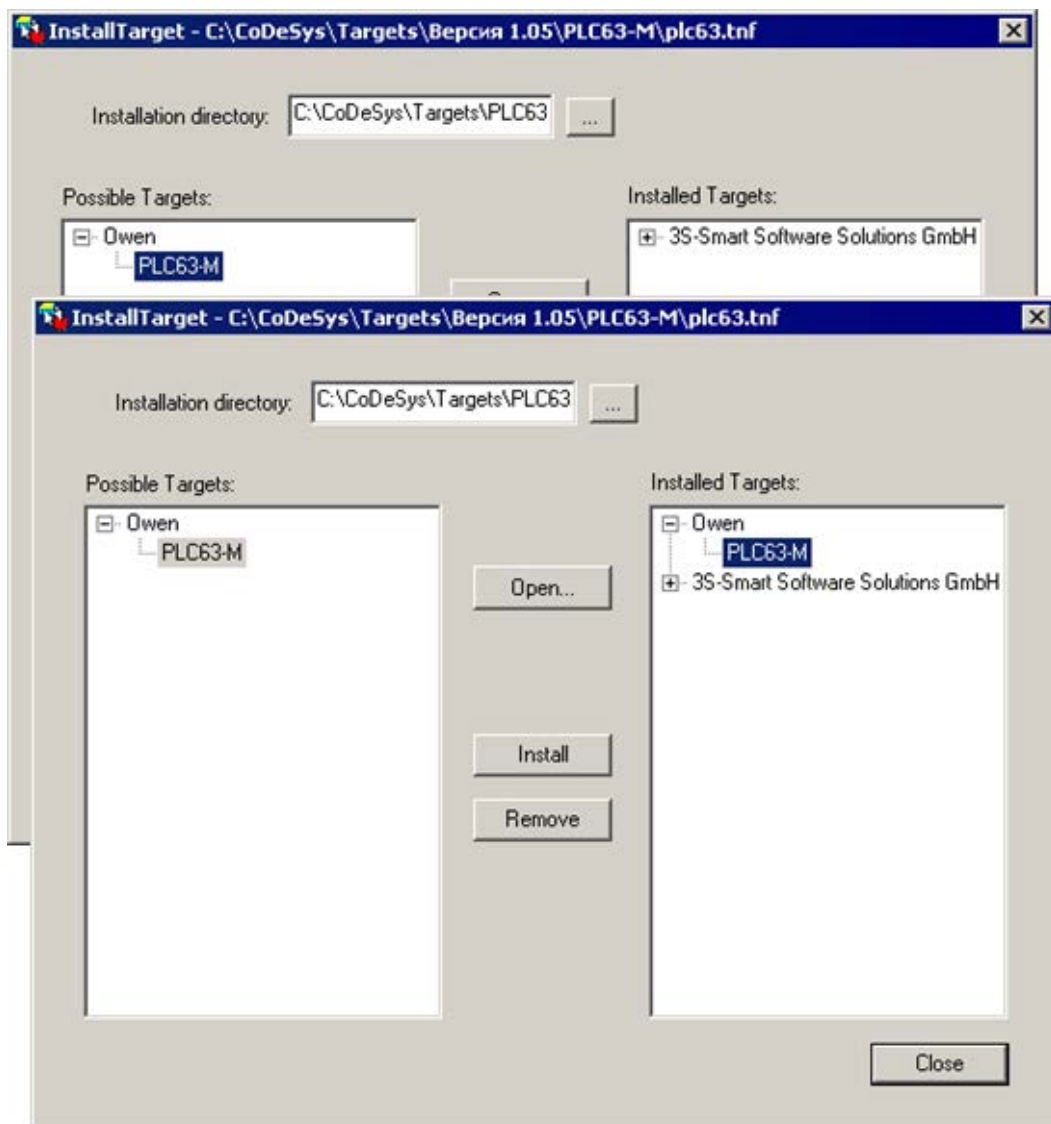 InstallTarget - C:\CoDeSys\Targets\Версия 1.05\PLC63-M\plc63.tnf
Installation directory: C:\CoDeSys\Targets\PLC63 ...
Possible Targets: Installed Targets:
Owen 3S-Smart Software Solutions GmbH
PLC63-M
InstallTarget - C:\CoDeSys\Targets\Версия 1.05\PLC63-M\plc63.tnf
Installation directory: C:\CoDeSys\Targets\PLC63 ...
Possible Targets: Installed Targets:
Owen Owen
PLC63-M PLC63-M
3S-Smart Software Solutions GmbH
Open...
Install
Remove
Close